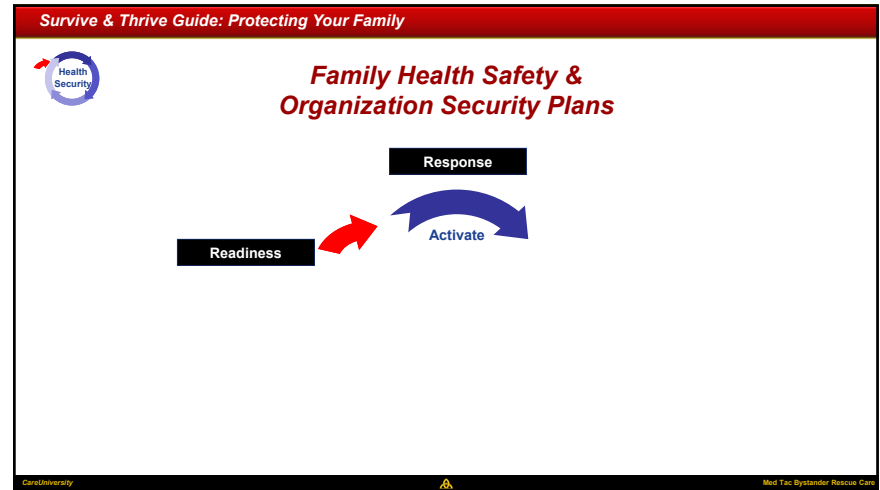 Survive & Thrive Guide: Protecting Your Family
Health
Security
Family Health Safety &
Organization Security Plans
Response
Activate
Readiness
CareUniversity
Med Tac Bystander Rescue Care